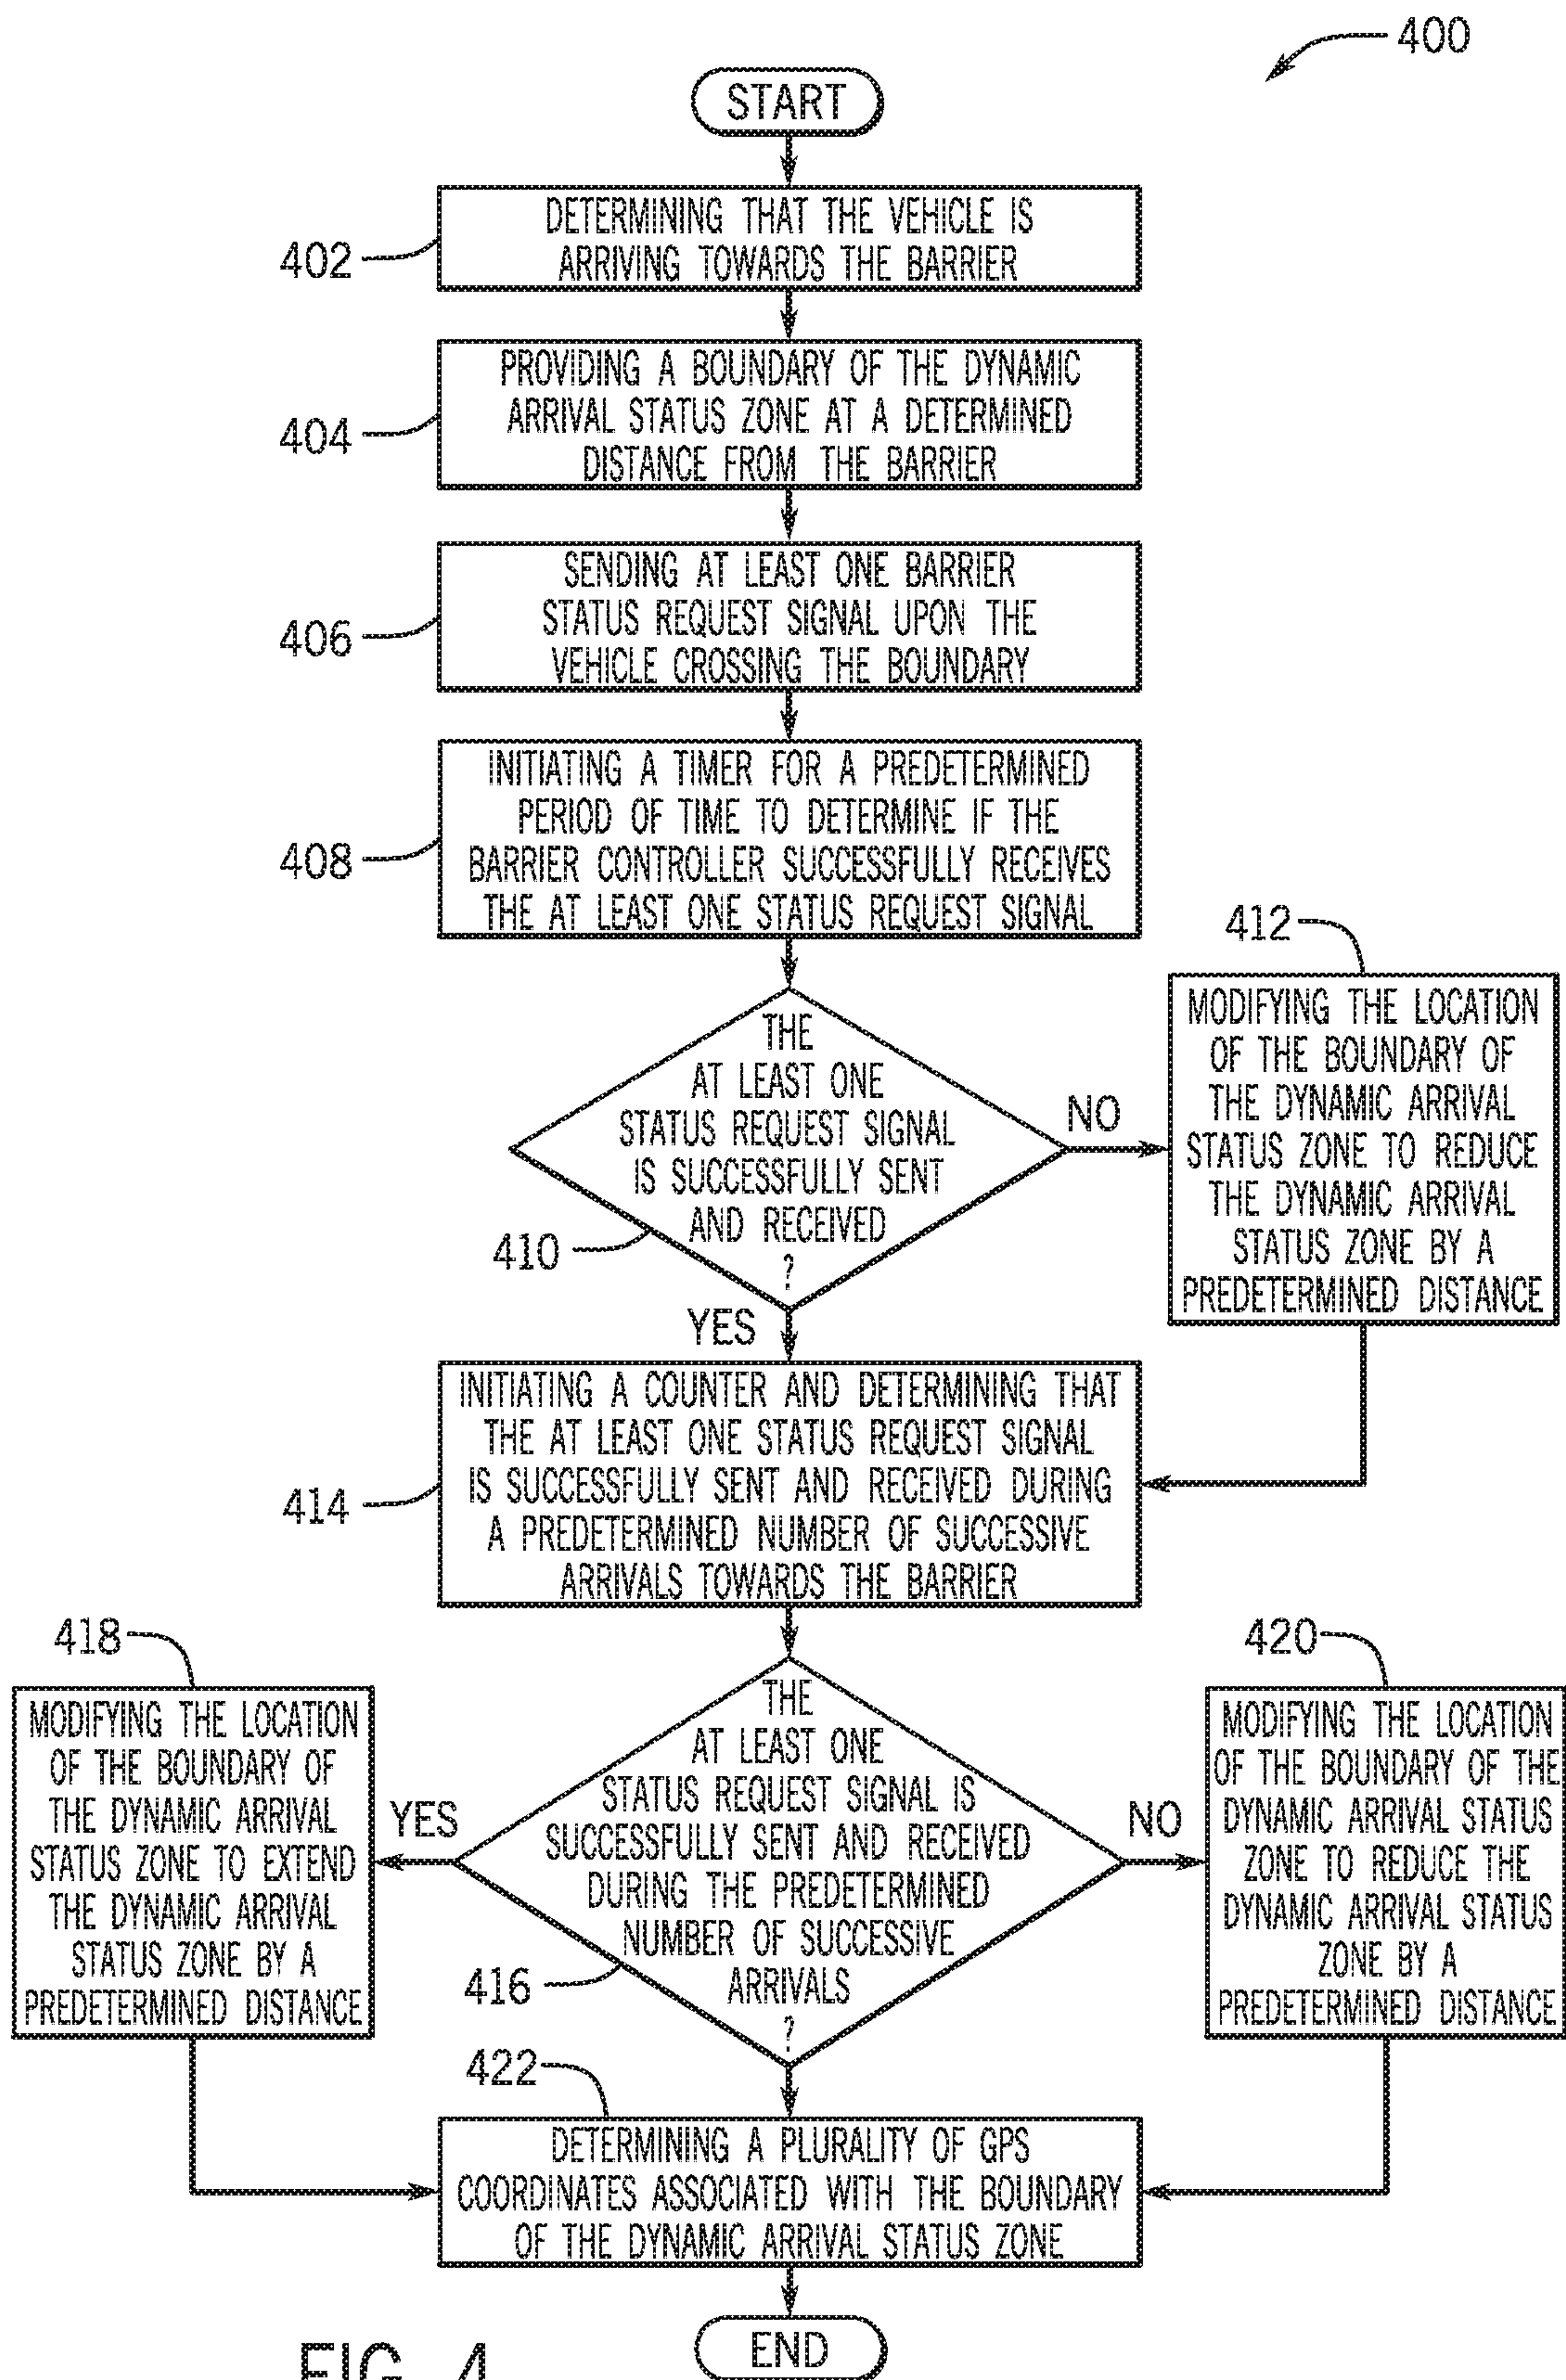 400
START
402
DETERMINING THAT THE VEHICLE IS
ARRIVING TOWARDS THE BARRIER
404
PROVIDING A BOUNDARY OF THE DYNAMIC
ARRIVAL STATUS ZONE AT A DETERMINED
DISTANCE FROM THE BARRIER
406
SENDING AT LEAST ONE BARRIER
STATUS REQUEST SIGNAL UPON THE
VEHICLE CROSSING THE BOUNDARY
408
INITIATING A TIMER FOR A PREDETERMINED
PERIOD OF TIME TO DETERMINE IF THE
BARRIER CONTROLLER SUCCESSFULLY RECEIVES
THE AT LEAST ONE STATUS REQUEST SIGNAL
410
THE
AT LEAST ONE
STATUS REQUEST SIGNAL
IS SUCCESSFULLY SENT
AND RECEIVED
?
NO
412
MODIFYING THE LOCATION
OF THE BOUNDARY OF
THE DYNAMIC ARRIVAL
STATUS ZONE TO REDUCE
THE DYNAMIC ARRIVAL
STATUS ZONE BY A
PREDETERMINED DISTANCE
YES
414
INITIATING A COUNTER AND DETERMINING THAT
THE AT LEAST ONE STATUS REQUEST SIGNAL
IS SUCCESSFULLY SENT AND RECEIVED DURING
A PREDETERMINED NUMBER OF SUCCESSIVE
ARRIVALS TOWARDS THE BARRIER
416
THE
AT LEAST ONE
STATUS REQUEST SIGNAL IS
SUCCESSFULLY SENT AND RECEIVED
DURING THE PREDETERMINED
NUMBER OF SUCCESSIVE
ARRIVALS
?
YES
418
MODIFYING THE LOCATION
OF THE BOUNDARY OF
THE DYNAMIC ARRIVAL
STATUS ZONE TO EXTEND
THE DYNAMIC ARRIVAL
STATUS ZONE BY A
PREDETERMINED DISTANCE
NO
420
MODIFYING THE LOCATION
OF THE BOUNDARY OF THE
DYNAMIC ARRIVAL STATUS
ZONE TO REDUCE THE
DYNAMIC ARRIVAL STATUS
ZONE BY A
PREDETERMINED DISTANCE
422
DETERMINING A PLURALITY OF GPS
COORDINATES ASSOCIATED WITH THE BOUNDARY
OF THE DYNAMIC ARRIVAL STATUS ZONE
END
FIG. 4